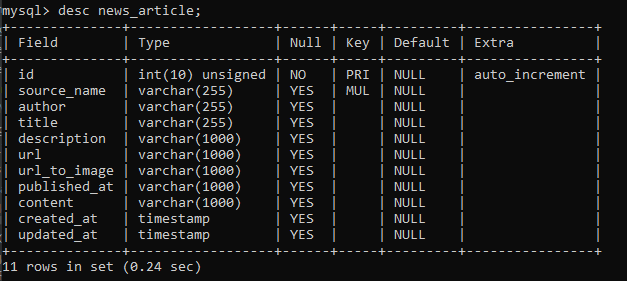 mysql> desc news_article;
+--------------+------------------+------+-----+---------+----------------+
| Field        | Type             | Null | Key | Default | Extra          |
+--------------+------------------+------+-----+---------+----------------+
| id           | int(10) unsigned | NO   | PRI | NULL    | auto_increment |
| source_name  | varchar(255)     | YES  | MUL | NULL    |                |
| author       | varchar(255)     | YES  |     | NULL    |                |
| title        | varchar(255)     | YES  |     | NULL    |                |
| description  | varchar(1000)    | YES  |     | NULL    |                |
| url          | varchar(1000)    | YES  |     | NULL    |                |
| url_to_image | varchar(1000)    | YES  |     | NULL    |                |
| published_at | varchar(1000)    | YES  |     | NULL    |                |
| content      | varchar(1000)    | YES  |     | NULL    |                |
| created_at   | timestamp        | YES  |     | NULL    |                |
| updated_at   | timestamp        | YES  |     | NULL    |                |
+--------------+------------------+------+-----+---------+----------------+
11 rows in set (0.24 sec)